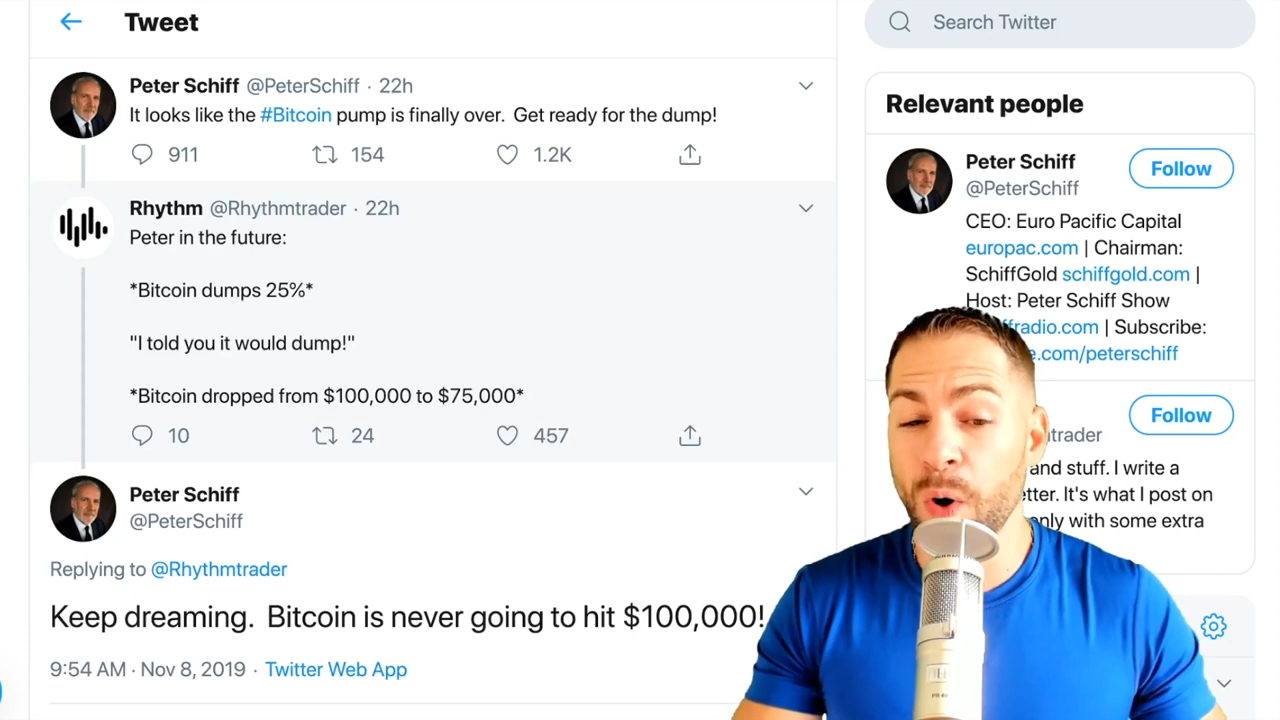 Tweet
Search Twitter
Peter Schiff @PeterSchiff · 22h
It looks like the #Bitcoin pump is finally over. Get ready for the dump!
911 154 1.2K
Rhythm @Rhythmtrader · 22h
Peter in the future:
*Bitcoin dumps 25%*
"I told you it would dump!"
*Bitcoin dropped from $100,000 to $75,000*
10 24 457
Peter Schiff
@PeterSchiff
Replying to @Rhythmtrader
Keep dreaming. Bitcoin is never going to hit $100,000!
9:54 AM · Nov 8, 2019 · Twitter Web App
Relevant people
Peter Schiff
@PeterSchiff
Follow
CEO: Euro Pacific Capital
europac.com | Chairman:
SchiffGold schiffgold.com |
Host: Peter Schiff Show
ffradio.com | Subscribe:
e.com/peterschiff
Follow
trader
and stuff. I write a
etter. It's what I post on
only with some extra